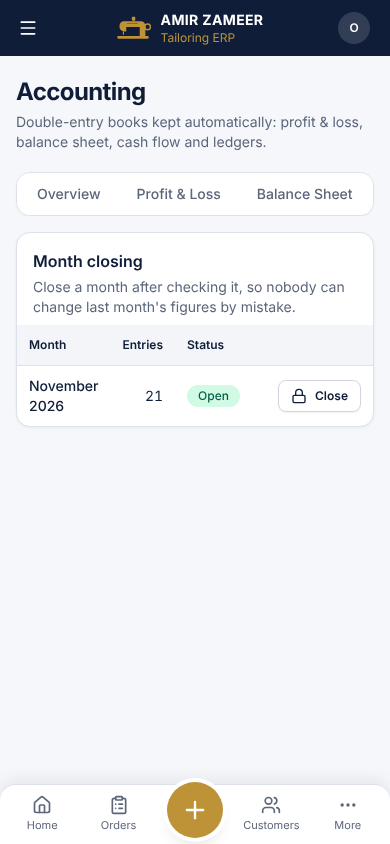 AMIR ZAMEER
Tailoring ERP
O
Accounting
Double-entry books kept automatically: profit & loss,
balance sheet, cash flow and ledgers.
Overview Profit & Loss Balance Sheet
Month closing
Close a month after checking it, so nobody can
change last month's figures by mistake.
Month Entries Status
November
2026 21 Open Close
Home Orders Customers More